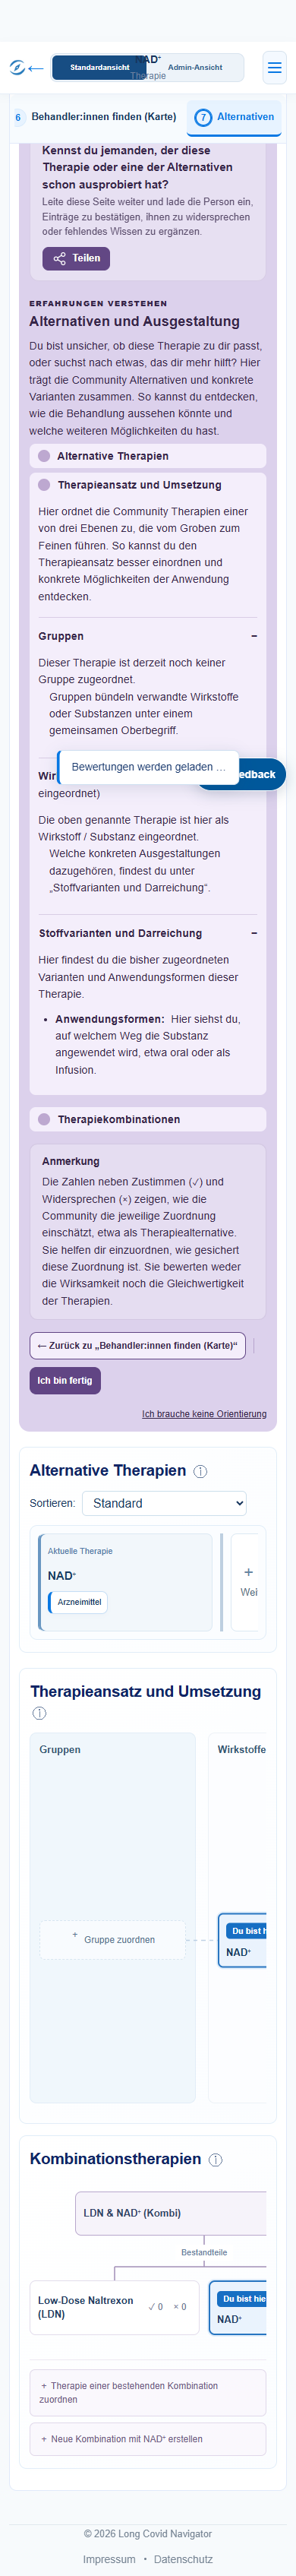 ←
Standardansicht
NAD⁺
Admin-Ansicht
Therapie
6 Behandler:innen finden (Karte)
7 Alternativen
Kennst du jemanden, der diese
Therapie oder eine der Alternativen
schon ausprobiert hat?
Leite diese Seite weiter und lade die Person ein,
Einträge zu bestätigen, ihnen zu widersprechen
oder fehlendes Wissen zu ergänzen.
Teilen
ERFAHRUNGEN VERSTEHEN
Alternativen und Ausgestaltung
Du bist unsicher, ob diese Therapie zu dir passt,
oder suchst nach etwas, das dir mehr hilft? Hier
trägt die Community Alternativen und konkrete
Varianten zusammen. So kannst du entdecken,
wie die Behandlung aussehen könnte und
welche weiteren Möglichkeiten du hast.
Alternative Therapien
Therapieansatz und Umsetzung
Hier ordnet die Community Therapien einer
von drei Ebenen zu, die vom Groben zum
Feinen führen. So kannst du den
Therapieansatz besser einordnen und
konkrete Möglichkeiten der Anwendung
entdecken.
Gruppen −
Dieser Therapie ist derzeit noch keiner
Gruppe zugeordnet.
Gruppen bündeln verwandte Wirkstoffe
oder Substanzen unter einem
gemeinsamen Oberbegriff.
Bewertungen werden geladen …
edback
Wir
eingeordnet)
Die oben genannte Therapie ist hier als
Wirkstoff / Substanz eingeordnet.
Welche konkreten Ausgestaltungen
dazugehören, findest du unter
„Stoffvarianten und Darreichung“.
Stoffvarianten und Darreichung −
Hier findest du die bisher zugeordneten
Varianten und Anwendungsformen dieser
Therapie.
• Anwendungsformen: Hier siehst du,
auf welchem Weg die Substanz
angewendet wird, etwa oral oder als
Infusion.
Therapiekombinationen
Anmerkung
Die Zahlen neben Zustimmen (✓) und
Widersprechen (×) zeigen, wie die
Community die jeweilige Zuordnung
einschätzt, etwa als Therapiealternative.
Sie helfen dir einzuordnen, wie gesichert
diese Zuordnung ist. Sie bewerten weder
die Wirksamkeit noch die Gleichwertigkeit
der Therapien.
← Zurück zu „Behandler:innen finden (Karte)“
Ich bin fertig
Ich brauche keine Orientierung
Alternative Therapien ⓘ
Sortieren: Standard
Aktuelle Therapie
NAD⁺
Arzneimittel
+
Wei
Therapieansatz und Umsetzung
ⓘ
Gruppen
Wirkstoffe
+ Gruppe zuordnen
Du bist h
NAD⁺
Kombinationstherapien ⓘ
LDN & NAD⁺ (Kombi)
Bestandteile
Low-Dose Naltrexon
(LDN)
✓ 0 × 0
Du bist hie
NAD⁺
+ Therapie einer bestehenden Kombination
zuordnen
+ Neue Kombination mit NAD⁺ erstellen
© 2026 Long Covid Navigator
Impressum • Datenschutz